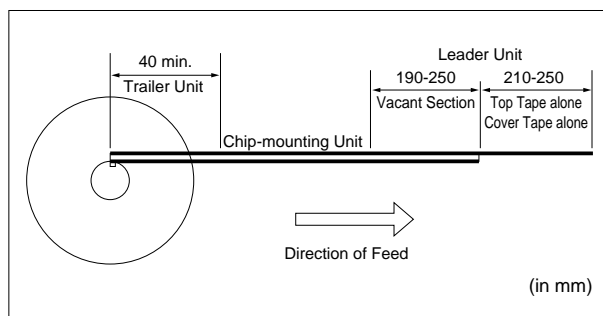 Leader Unit
40 min.
190-250
210-250
Trailer Unit
Vacant Section
Top Tape alone
Cover Tape alone
Chip-mounting Unit
Direction of Feed
(in mm)